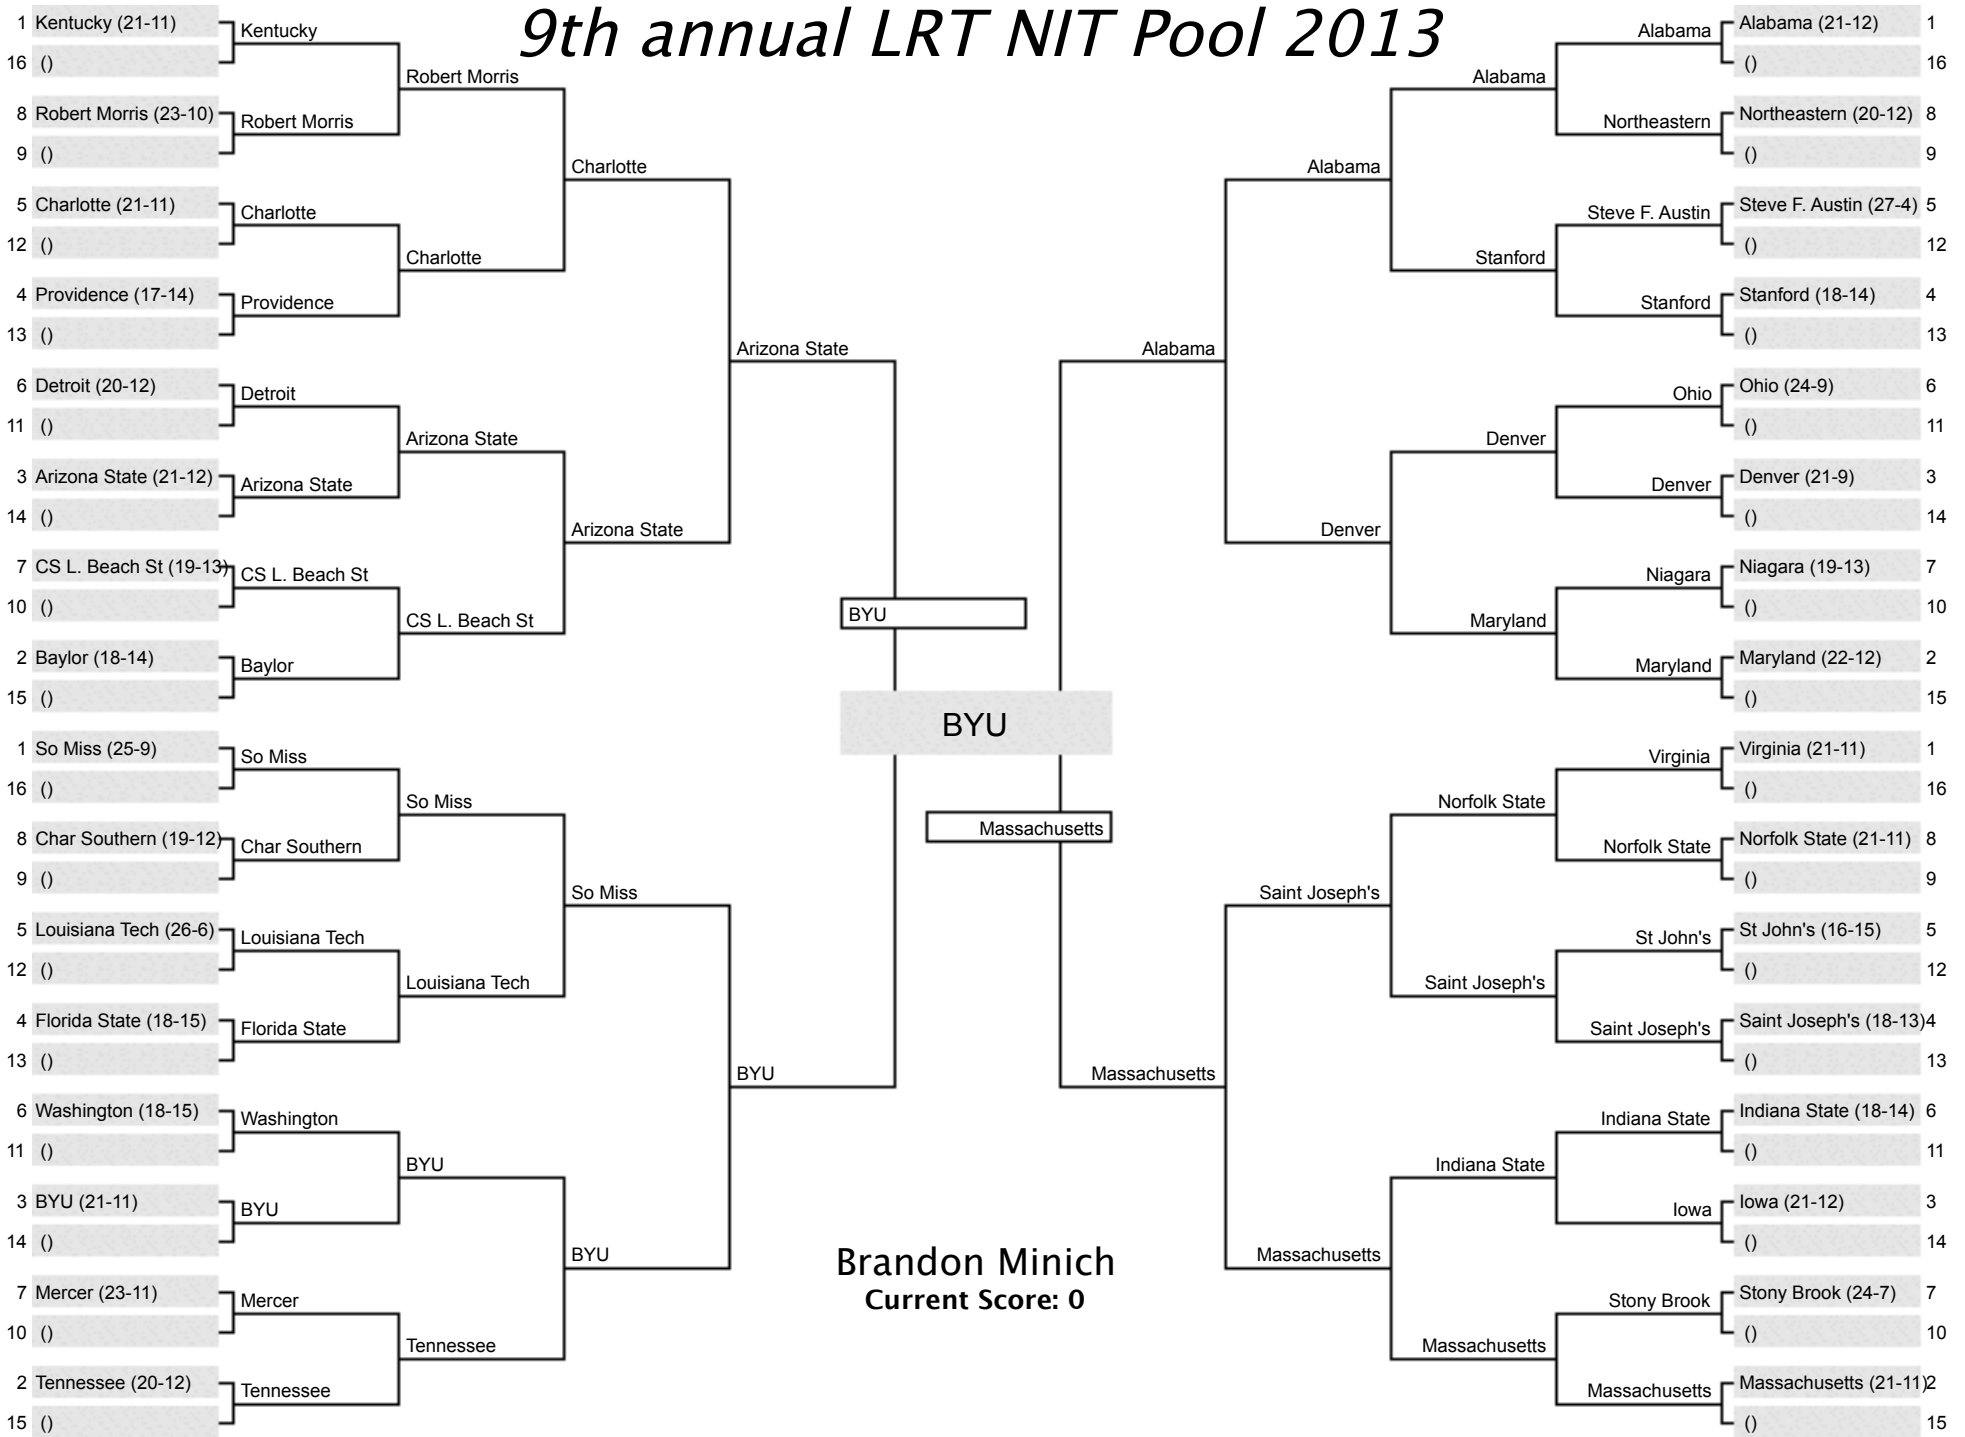 9th annual LRT NIT Pool 2013
1 Kentucky (21-11)
16 ()
8 Robert Morris (23-10)
9 ()
5 Charlotte (21-11)
12 ()
4 Providence (17-14)
13 ()
6 Detroit (20-12)
11 ()
3 Arizona State (21-12)
14 ()
7 CS L. Beach St (19-13)
10 ()
2 Baylor (18-14)
15 ()
1 So Miss (25-9)
16 ()
8 Char Southern (19-12)
9 ()
5 Louisiana Tech (26-6)
12 ()
4 Florida State (18-15)
13 ()
6 Washington (18-15)
11 ()
3 BYU (21-11)
14 ()
7 Mercer (23-11)
10 ()
2 Tennessee (20-12)
15 ()
Kentucky
Robert Morris
Charlotte
Providence
Detroit
Arizona State
CS L. Beach St
Baylor
So Miss
Char Southern
Louisiana Tech
Florida State
Washington
BYU
Mercer
Tennessee
Robert Morris
Charlotte
Arizona State
CS L. Beach St
So Miss
Louisiana Tech
BYU
Tennessee
Charlotte
Arizona State
So Miss
BYU
Arizona State
BYU
BYU
BYU
Massachusetts
Brandon Minich
Current Score: 0
Alabama
Massachusetts
Alabama
Denver
Saint Joseph's
Massachusetts
Alabama
Stanford
Denver
Maryland
Norfolk State
Saint Joseph's
Indiana State
Massachusetts
Alabama
Northeastern
Steve F. Austin
Stanford
Ohio
Denver
Niagara
Maryland
Virginia
Norfolk State
St John's
Saint Joseph's
Indiana State
Iowa
Stony Brook
Massachusetts
Alabama (21-12) 1
() 16
Northeastern (20-12) 8
() 9
Steve F. Austin (27-4) 5
() 12
Stanford (18-14) 4
() 13
Ohio (24-9) 6
() 11
Denver (21-9) 3
() 14
Niagara (19-13) 7
() 10
Maryland (22-12) 2
() 15
Virginia (21-11) 1
() 16
Norfolk State (21-11) 8
() 9
St John's (16-15) 5
() 12
Saint Joseph's (18-13) 4
() 13
Indiana State (18-14) 6
() 11
Iowa (21-12) 3
() 14
Stony Brook (24-7) 7
() 10
Massachusetts (21-11) 2
() 15